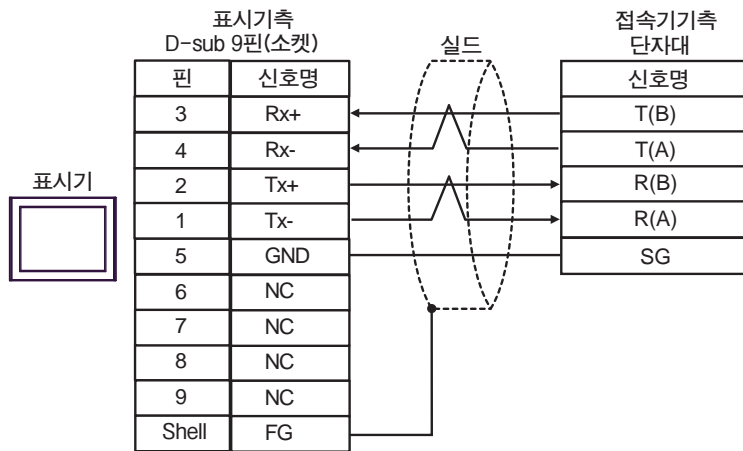 표시기측
D-sub 9핀(소켓)
핀 신호명
3 Rx+
4 Rx-
2 Tx+
1 Tx-
5 GND
6 NC
7 NC
8 NC
9 NC
Shell FG
표시기
실드
접속기기측
단자대
신호명
T(B)
T(A)
R(B)
R(A)
SG